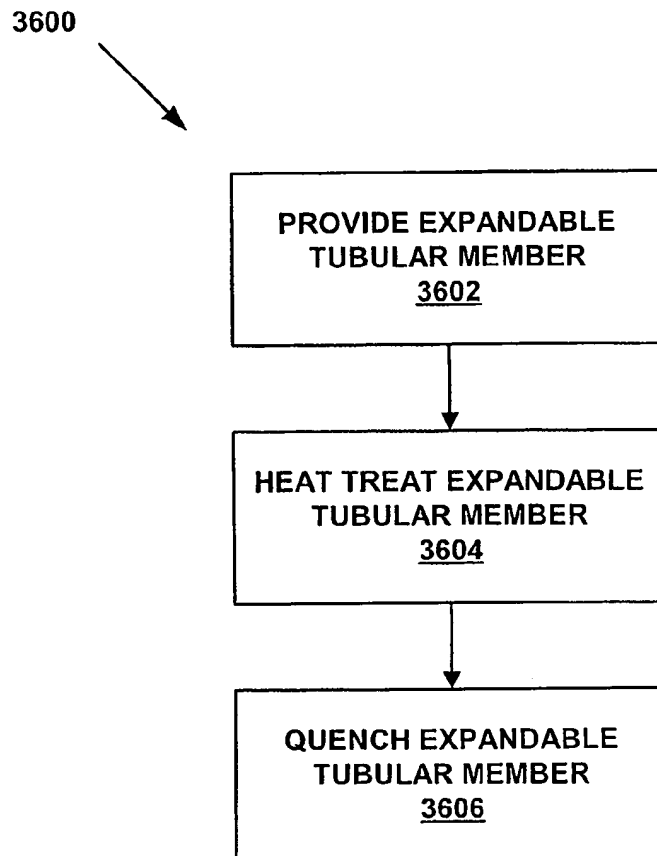 3600
PROVIDE EXPANDABLE
TUBULAR MEMBER
3602
HEAT TREAT EXPANDABLE
TUBULAR MEMBER
3604
QUENCH EXPANDABLE
TUBULAR MEMBER
3606